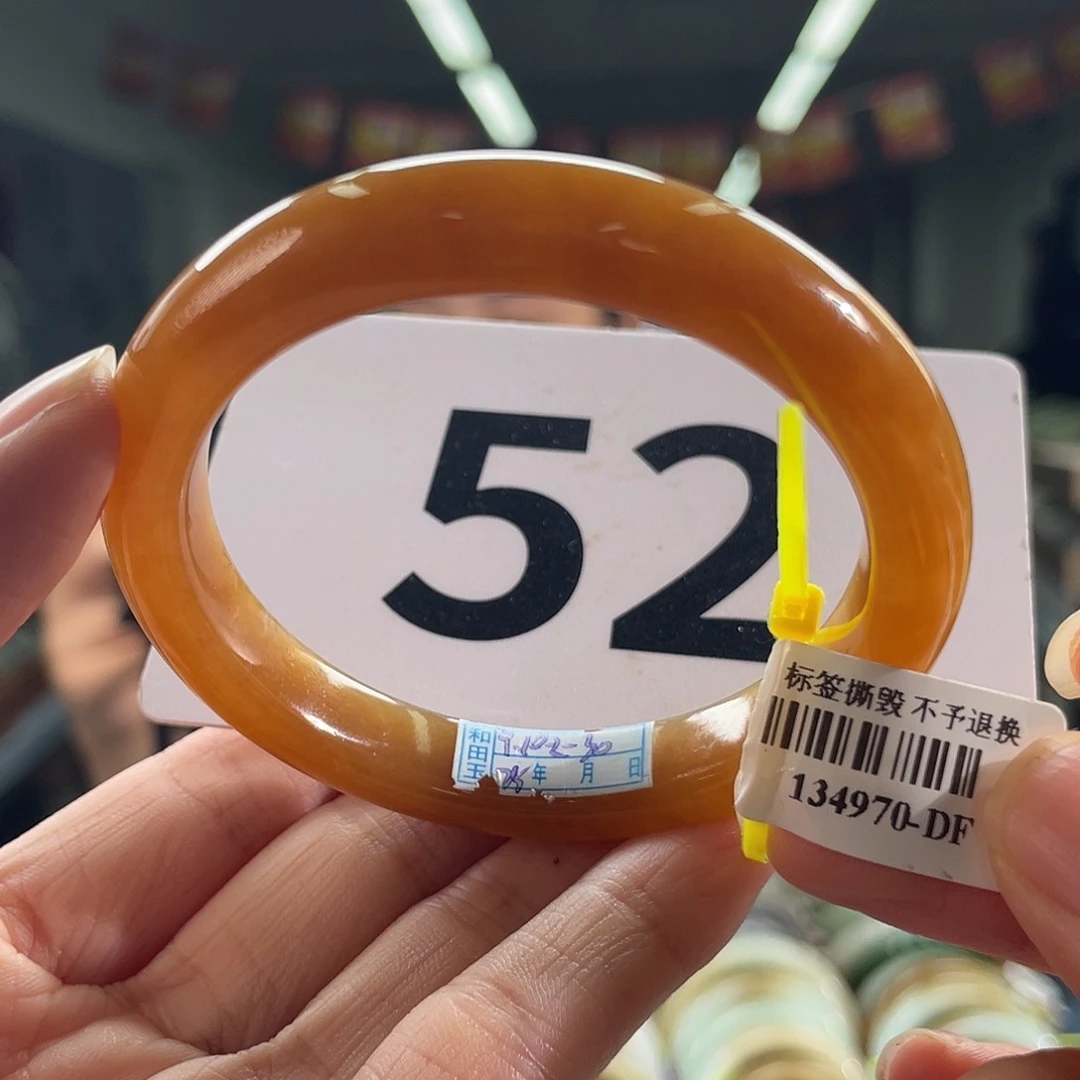 52
和田玉
年 月 日
标签撕毁 不予退换
134970-DF